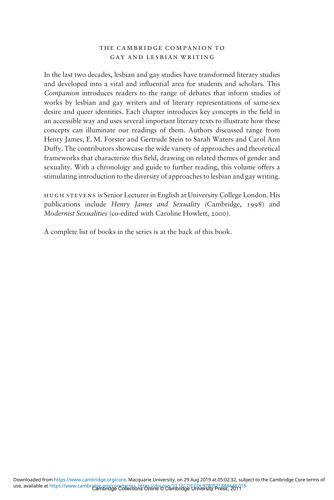 THE CAMBRIDGE COMPANION TO
GAY AND LESBIAN WRITING
In the last two decades, lesbian and gay studies have transformed literary studies
and developed into a vital and influential area for students and scholars. This
Companion introduces readers to the range of debates that inform studies of
works by lesbian and gay writers and of literary representations of same-sex
desire and queer identities. Each chapter introduces key concepts in the field in
an accessible way and uses several important literary texts to illustrate how these
concepts can illuminate our readings of them. Authors discussed range from
Henry James, E. M. Forster and Gertrude Stein to Sarah Waters and Carol Ann
Duffy. The contributors showcase the wide variety of approaches and theoretical
frameworks that characterize this field, drawing on related themes of gender and
sexuality. With a chronology and guide to further reading, this volume offers a
stimulating introduction to the diversity of approaches to lesbian and gay writing.
HUGH STEVENS is Senior Lecturer in English at University College London. His
publications include Henry James and Sexuality (Cambridge, 1998) and
Modernist Sexualities (co-edited with Caroline Howlett, 2000).
A complete list of books in the series is at the back of this book.
Downloaded from https://www.cambridge.org/core. Macquarie University, on 29 Aug 2019 at 05:02:32, subject to the Cambridge Core terms of
use, available at https://www.cambridge.org/core/terms.
Cambridge Collections Online © Cambridge University Press, 2011